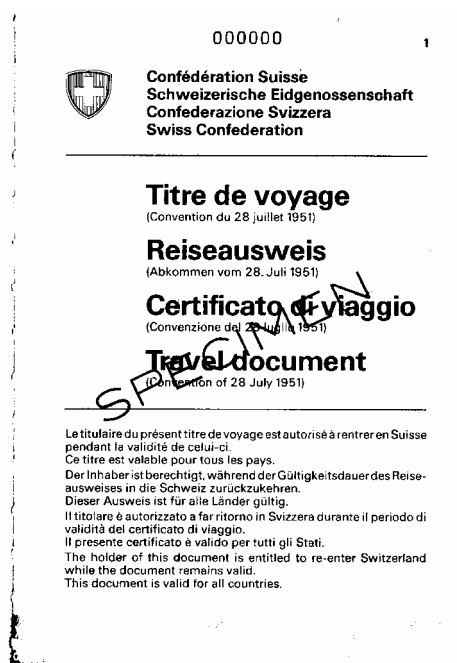 000000
1
Confédération Suisse
Schweizerische Eidgenossenschaft
Confederazione Svizzera
Swiss Confederation
Titre de voyage
(Convention du 28 juillet 1951)
Reiseausweis
(Abkommen vom 28. Juli 1951)
Certificato di viaggio
(Convenzione del 28 luglio 1951)
Travel document
(Convention of 28 July 1951)
SPECIMEN
Le titulaire du présent titre de voyage est autorisé à rentrer en Suisse
pendant la validité de celui-ci.
Ce titre est valable pour tous les pays.
Der Inhaber ist berechtigt, während der Gültigkeitsdauer des Reise-
ausweises in die Schweiz zurückzukehren.
Dieser Ausweis ist für alle Länder gültig.
Il titolare è autorizzato a far ritorno in Svizzera durante il periodo di
validità del certificato di viaggio.
Il presente certificato è valido per tutti gli Stati.
The holder of this document is entitled to re-enter Switzerland
while the document remains valid.
This document is valid for all countries.